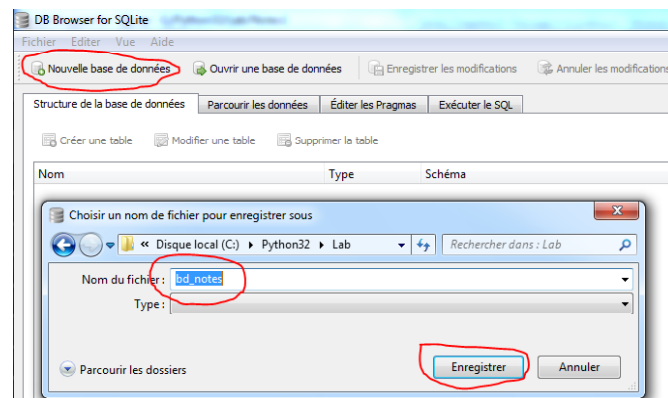 DB Browser for SQLite
Fichier Editer Vue Aide
Nouvelle base de données Ouvrir une base de données Enregistrer les modifications Annuler les modifications
Structure de la base de données Parcourir les données Éditer les Pragmas Exécuter le SQL
Créer une table Modifier une table Supprimer la table
Nom Type Schéma
Choisir un nom de fichier pour enregistrer sous
« Disque local (C:) Python32 Lab Rechercher dans : Lab
Nom du fichier : bd_notes
Type :
Parcourir les dossiers Enregistrer Annuler